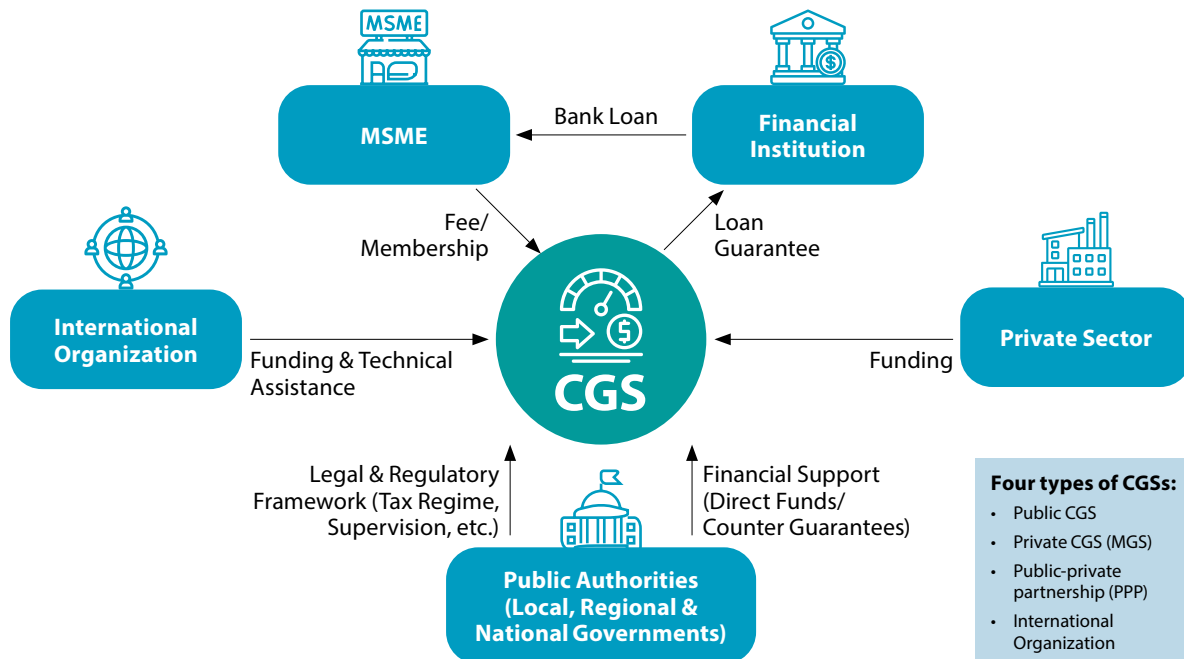 MSME
MSME
Bank Loan
Financial
Institution
Fee/
Membership
Loan
Guarantee
International
Organization
Funding & Technical
Assistance
CGS
Private Sector
Funding
Legal & Regulatory
Framework (Tax Regime,
Supervision, etc.)
Financial Support
(Direct Funds/
Counter Guarantees)
Public Authorities
(Local, Regional &
National Governments)
Four types of CGSs:
• Public CGS
• Private CGS (MGS)
• Public-private
partnership (PPP)
• International
Organization